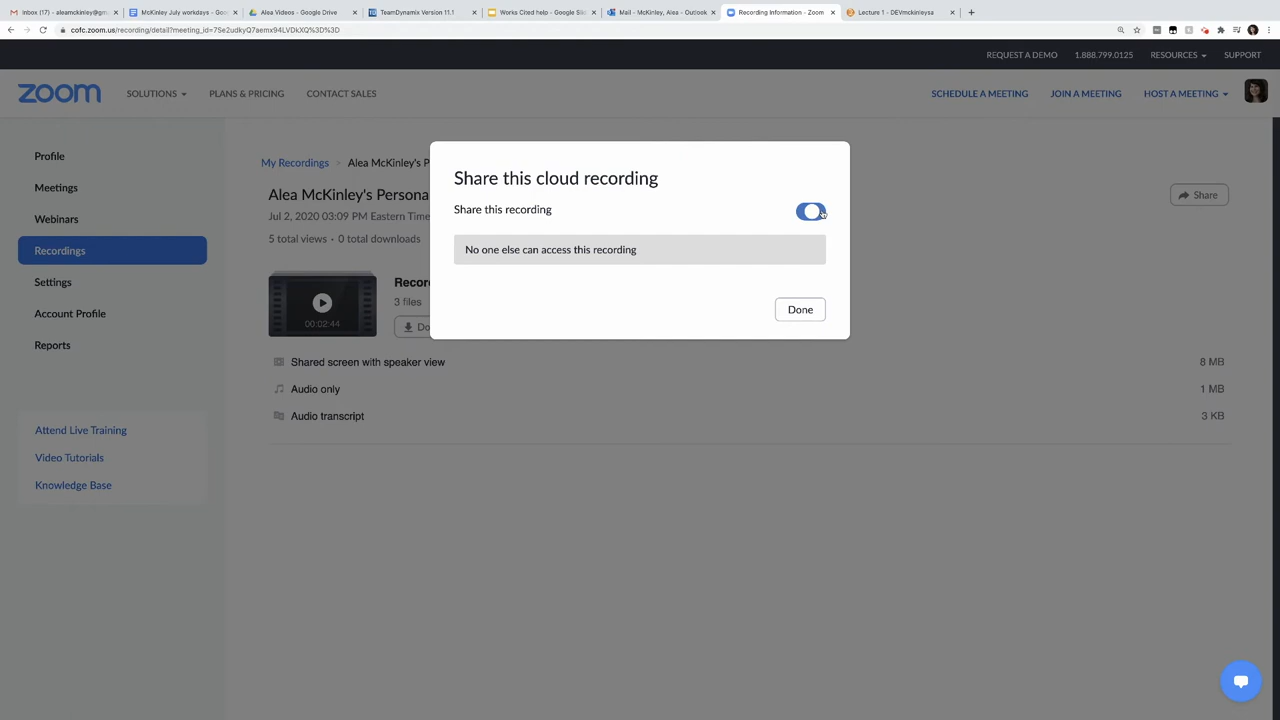 Inbox (17) - aleamckinley@gm
McKinley July workdays - Goo
Alea Videos - Google Drive
TeamDynamix Version 11.1
Works Cited help - Google Slid
Mail - McKinley, Alea - Outlook
Recording Information - Zoom
Lecture 1 - DEVmckinleysa
cofc.zoom.us/recording/detail?meeting_id=7Se2udkyQ7aemx94LVDkXQ%3D%3D
REQUEST A DEMO 1.888.799.0125 RESOURCES SUPPORT
zoom SOLUTIONS PLANS & PRICING CONTACT SALES SCHEDULE A MEETING JOIN A MEETING HOST A MEETING
Profile
Meetings
Webinars
Recordings
Settings
Account Profile
Reports
Attend Live Training
Video Tutorials
Knowledge Base
My Recordings > Alea McKinley's P
Alea McKinley's Persona
Share
Jul 2, 2020 03:09 PM Eastern Time
5 total views · 0 total downloads
00:02:44
Recor
3 files
Do
Shared screen with speaker view 8 MB
Audio only 1 MB
Audio transcript 3 KB
Share this cloud recording
Share this recording
No one else can access this recording
Done